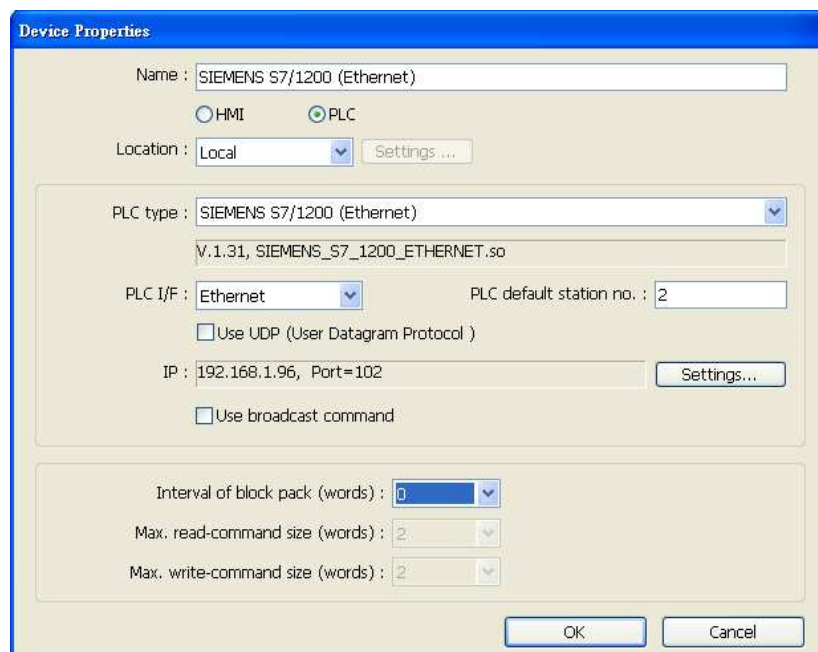 Device Properties
Name : SIEMENS S7/1200 (Ethernet)
HMI PLC
Location : Local Settings ...
PLC type : SIEMENS S7/1200 (Ethernet)
V.1.31, SIEMENS_S7_1200_ETHERNET.so
PLC I/F : Ethernet PLC default station no. : 2
Use UDP (User Datagram Protocol )
IP : 192.168.1.96, Port=102 Settings...
Use broadcast command
Interval of block pack (words) : 0
Max. read-command size (words) : 2
Max. write-command size (words) : 2
OK Cancel